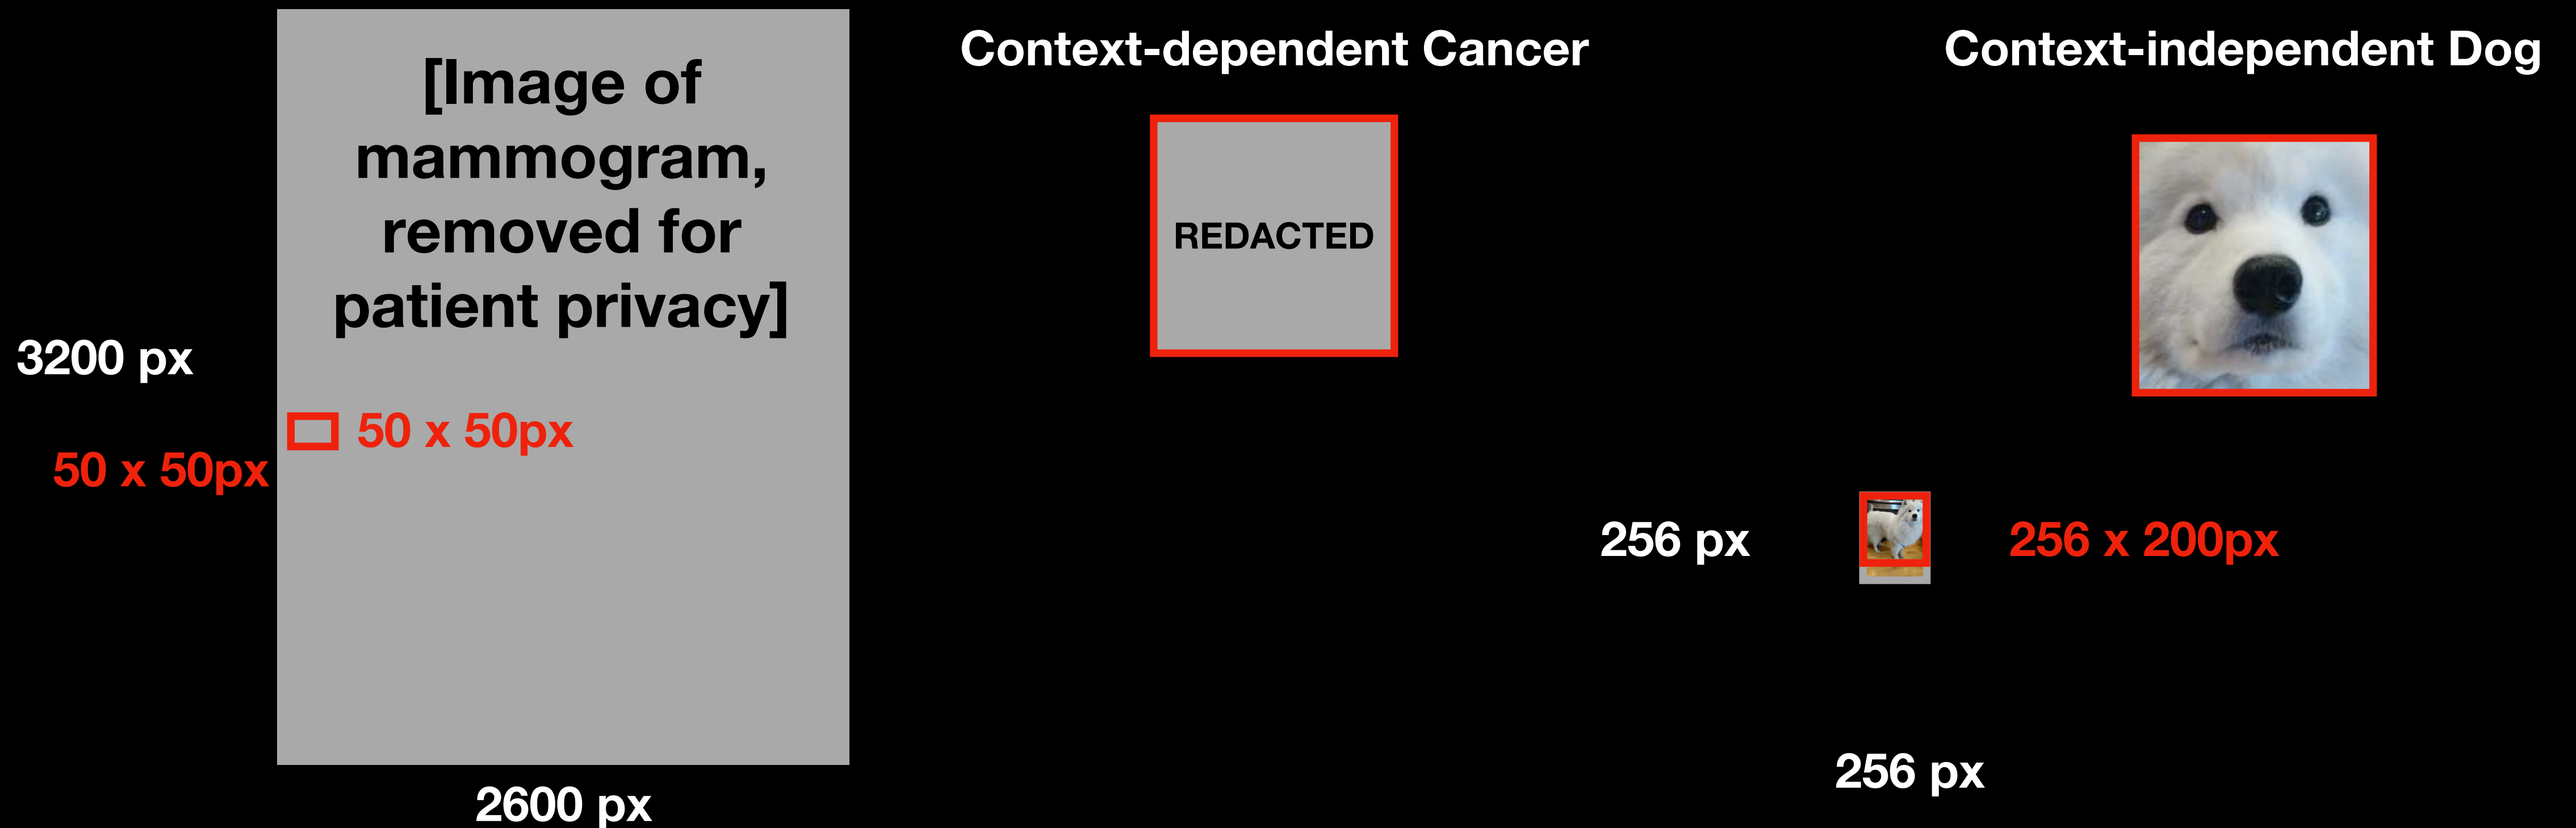 [Image of
mammogram,
removed for
patient privacy]
3200 px
50 x 50px
50 x 50px
2600 px
Context-dependent Cancer
REDACTED
Context-independent Dog
256 px
256 x 200px
256 px